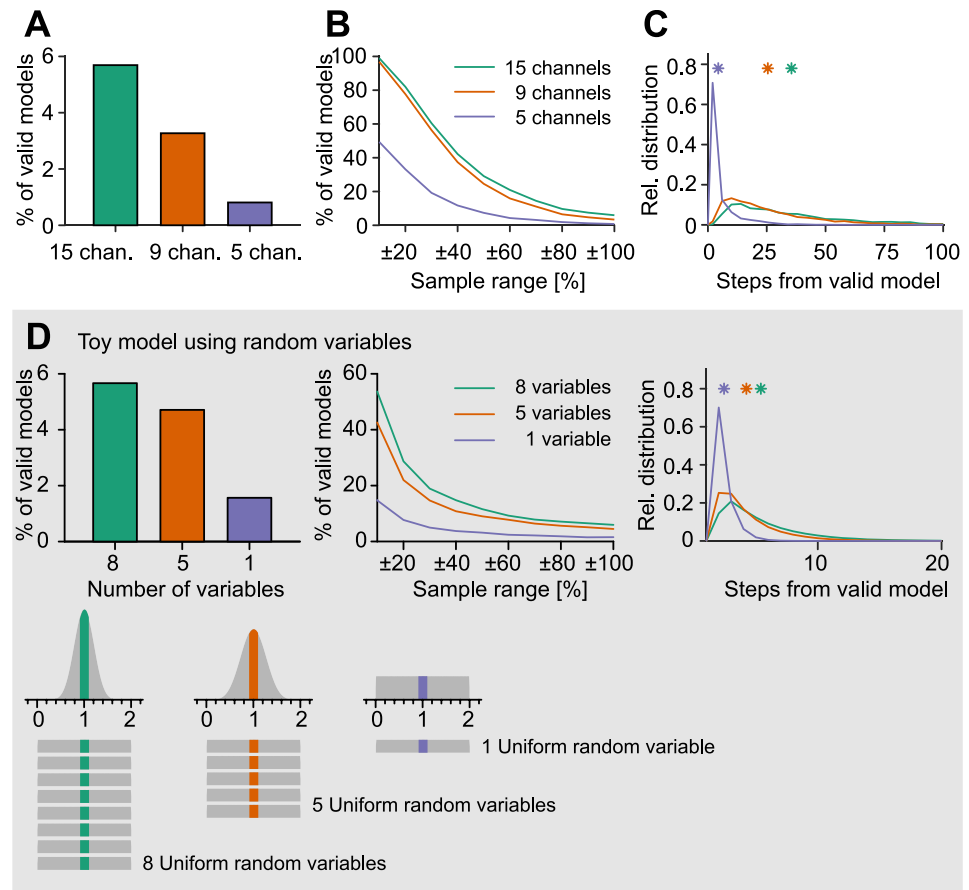 A
% of valid models
6
4
2
0
15 chan.
9 chan.
5 chan.
B
% of valid models
100
80
60
40
20
0
15 channels
9 channels
5 channels
±20 ±40 ±60 ±80 ±100
Sample range [%]
C
Rel. distribution
0.8
0.6
0.4
0.2
0
0 25 50 75 100
Steps from valid model
D
Toy model using random variables
% of valid models
6
4
2
0
8 5 1
Number of variables
% of valid models
60
40
20
0
8 variables
5 variables
1 variable
±20 ±40 ±60 ±80 ±100
Sample range [%]
Rel. distribution
0.8
0.6
0.4
0.2
0
10 20
Steps from valid model
0 1 2
0 1 2
0 1 2
1 Uniform random variable
5 Uniform random variables
8 Uniform random variables